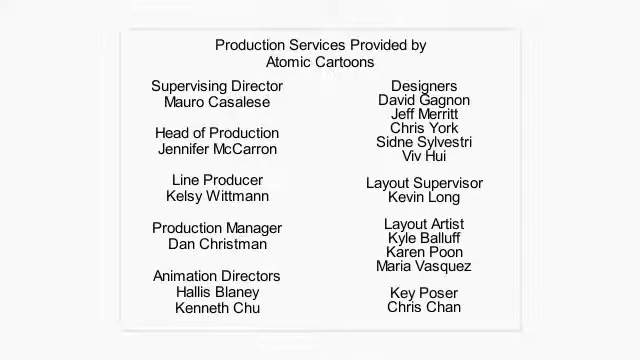 Production Services Provided by
Atomic Cartoons
Supervising Director
Mauro Casalese
Head of Production
Jennifer McCarron
Line Producer
Kelsy Wittmann
Production Manager
Dan Christman
Animation Directors
Hallis Blaney
Kenneth Chu
Designers
David Gagnon
Jeff Merritt
Chris York
Sidne Sylvestri
Viv Hui
Layout Supervisor
Kevin Long
Layout Artist
Kyle Balluff
Karen Poon
Maria Vasquez
Key Poser
Chris Chan